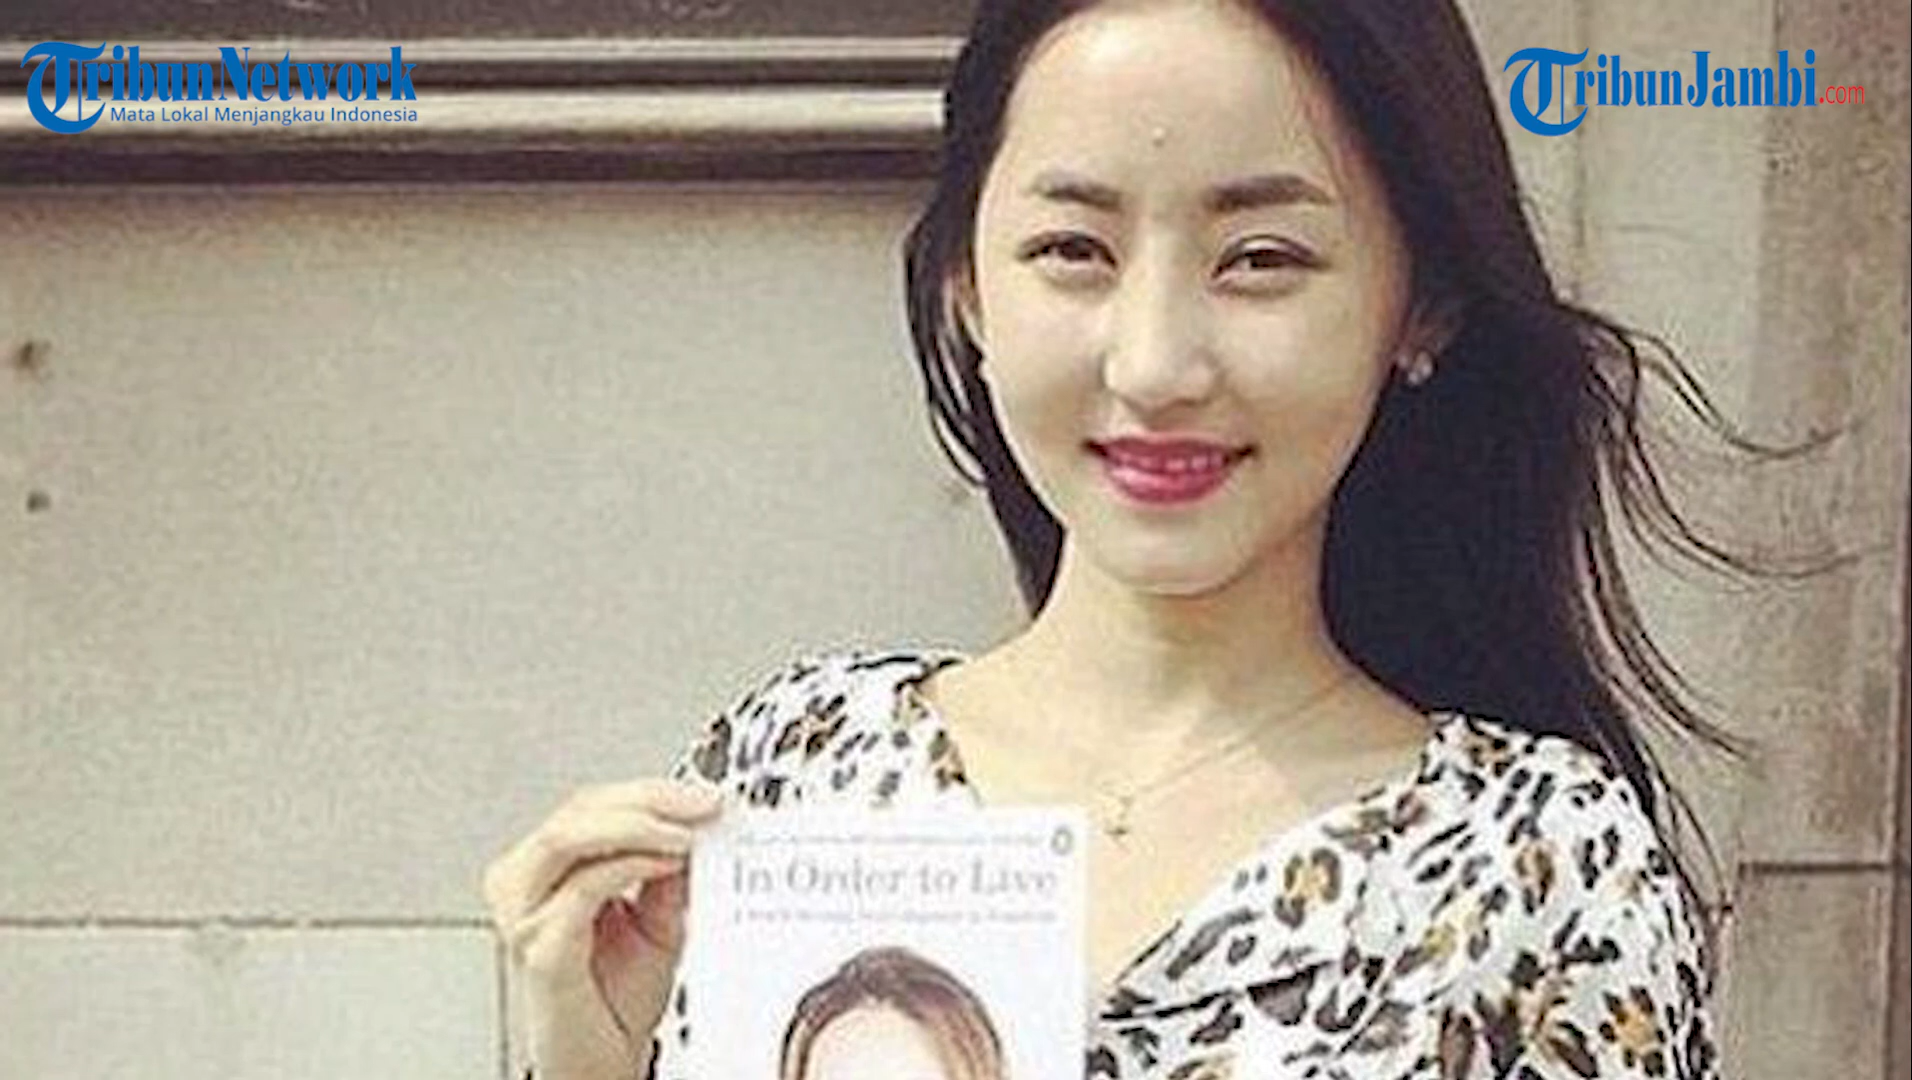 TribunNetwork
Mata Lokal Menjangkau Indonesia
TribunJambi.com
In Order to Live